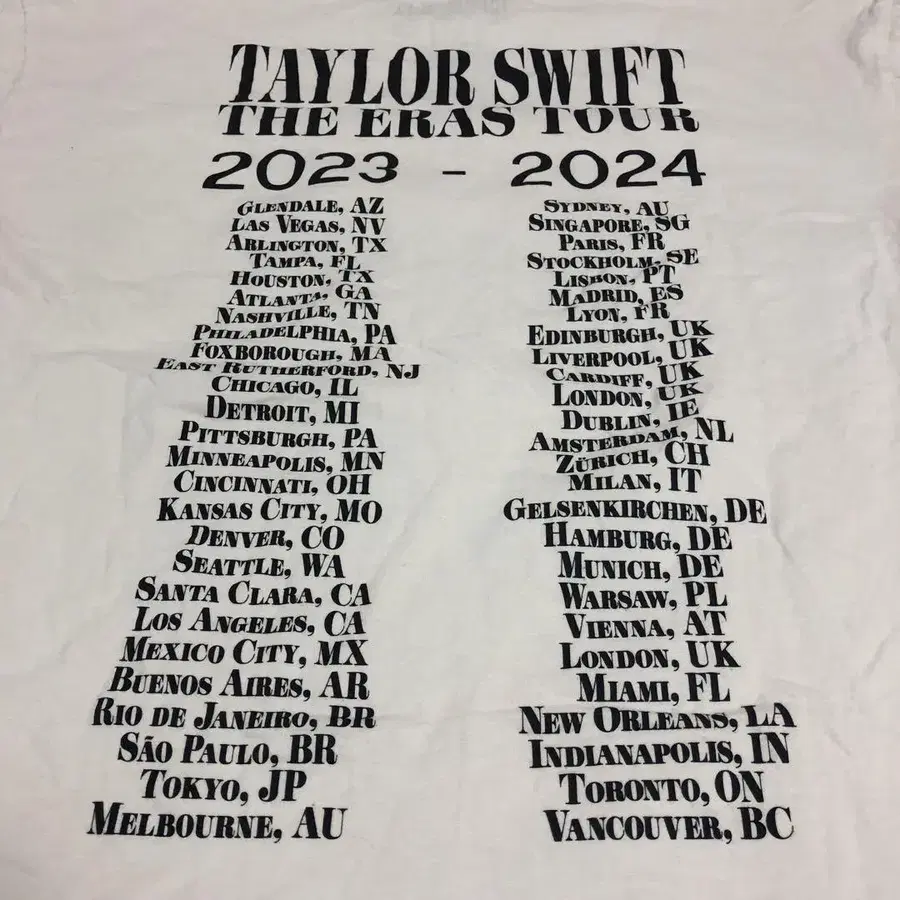 TAYLOR SWIFT
THE ERAS TOUR
2023 - 2024
GLENDALE, AZ
LAS VEGAS, NV
ARLINGTON, TX
TAMPA, FL
HOUSTON, TX
ATLANTA, GA
NASHVILLE, TN
PHILADELPHIA, PA
FOXBOROUGH, MA
EAST RUTHERFORD, NJ
CHICAGO, IL
DETROIT, MI
PITTSBURGH, PA
MINNEAPOLIS, MN
CINCINNATI, OH
KANSAS CITY, MO
DENVER, CO
SEATTLE, WA
SANTA CLARA, CA
LOS ANGELES, CA
MEXICO CITY, MX
BUENOS AIRES, AR
RIO DE JANEIRO, BR
SÃO PAULO, BR
TOKYO, JP
MELBOURNE, AU
SYDNEY, AU
SINGAPORE, SG
PARIS, FR
STOCKHOLM, SE
LISBON, PT
MADRID, ES
LYON, FR
EDINBURGH, UK
LIVERPOOL, UK
CARDIFF, UK
LONDON, UK
DUBLIN, IE
AMSTERDAM, NL
ZÜRICH, CH
MILAN, IT
GELSENKIRCHEN, DE
HAMBURG, DE
MUNICH, DE
WARSAW, PL
VIENNA, AT
LONDON, UK
MIAMI, FL
NEW ORLEANS, LA
INDIANAPOLIS, IN
TORONTO, ON
VANCOUVER, BC